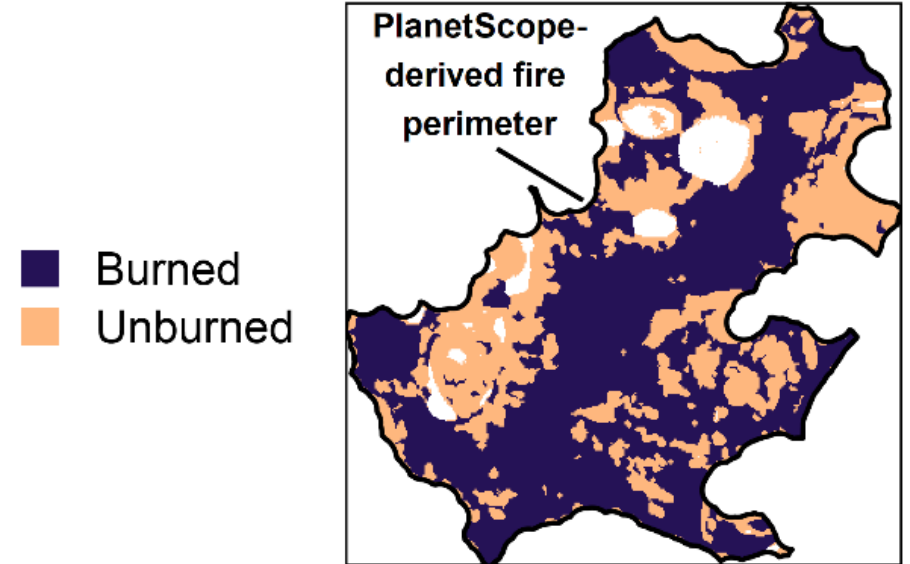 PlanetScope-
derived fire
perimeter
Burned
Unburned